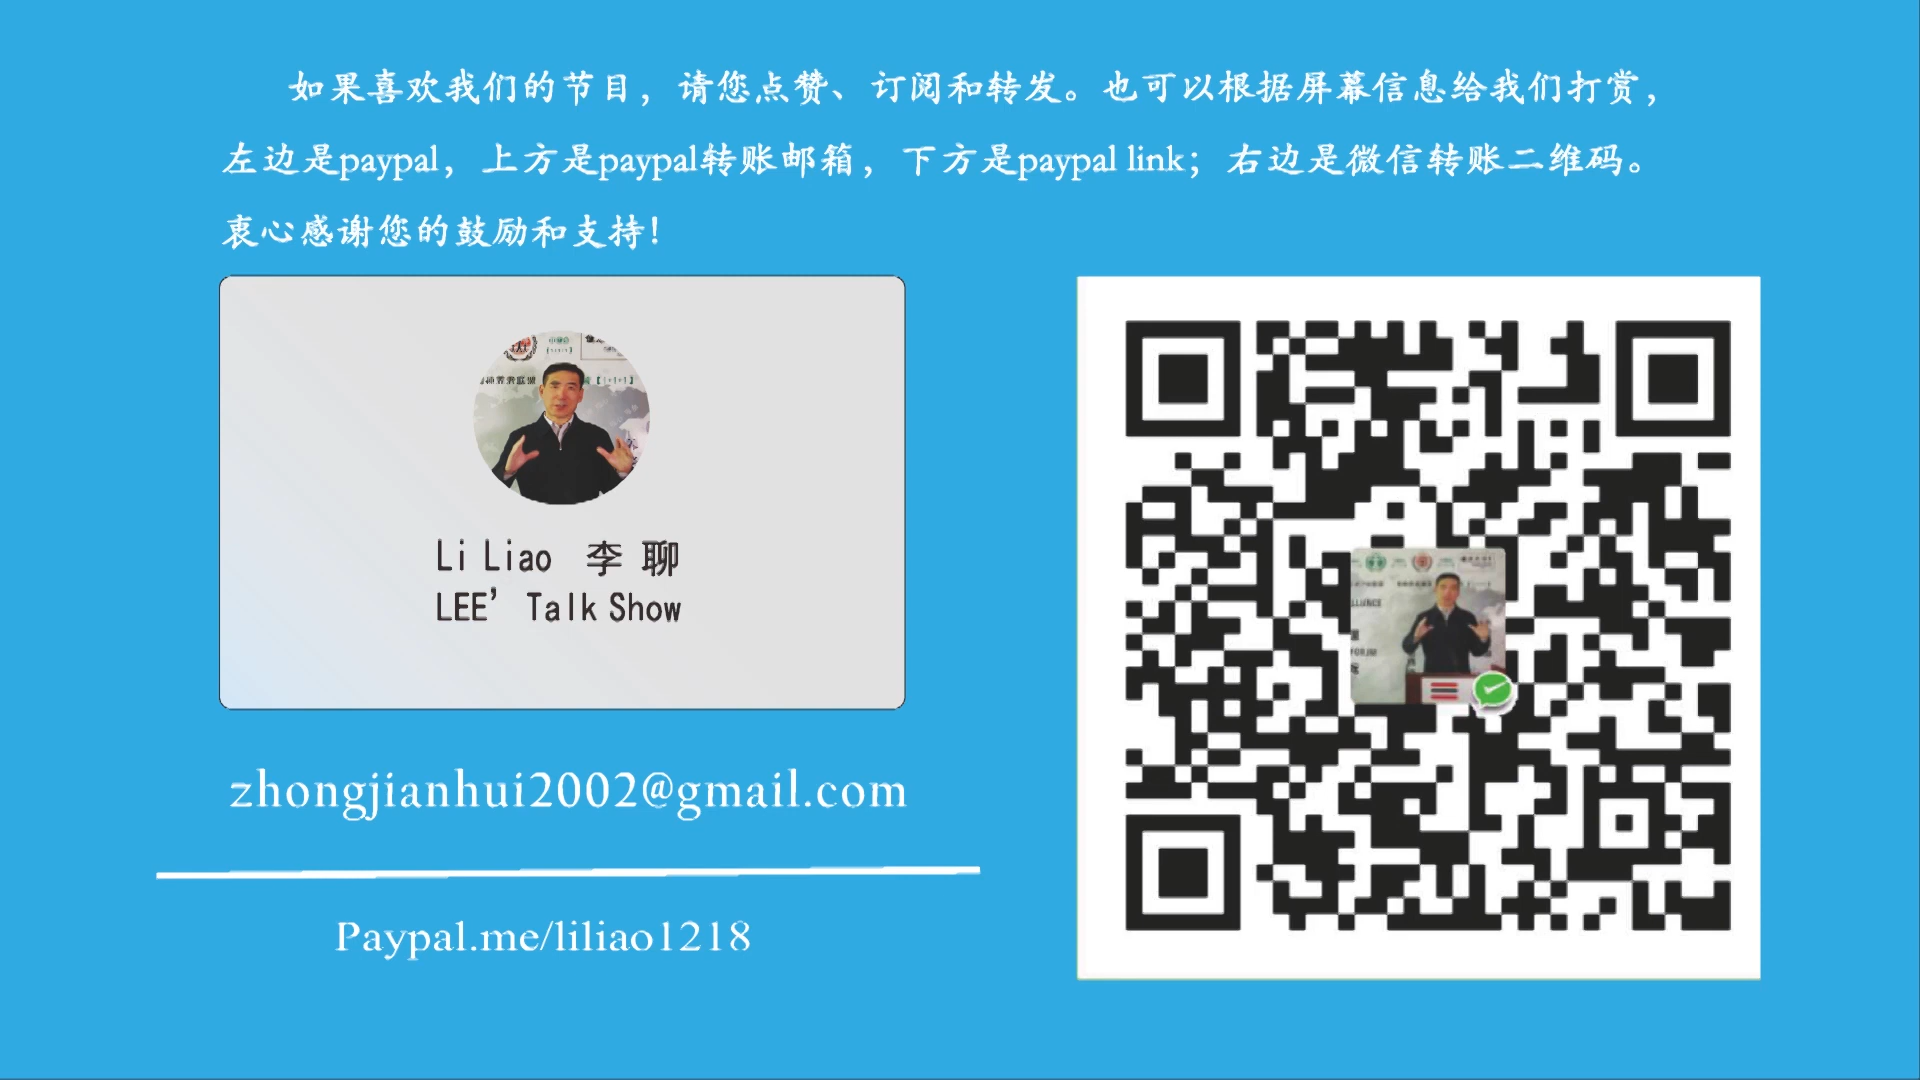 如果喜欢我们的节目，请您点赞、订阅和转发。也可以根据屏幕信息给我们打赏，
左边是paypal，上方是paypal转账邮箱，下方是paypal link；右边是微信转账二维码。
衷心感谢您的鼓励和支持！
Li Liao 李 聊
LEE’ Talk Show
zhongjianhui2002@gmail.com
Paypal.me/liliao1218